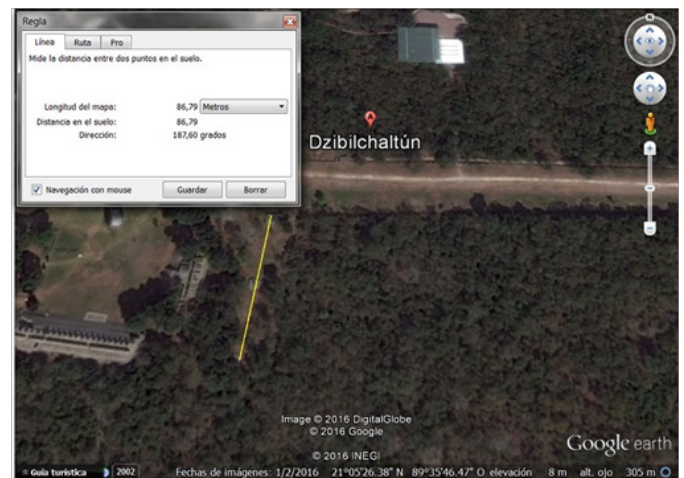 Regla
Línea Ruta Pro
Mide la distancia entre dos puntos en el suelo.
Longitud del mapa: 86,79 Metros
Distancia en el suelo: 86,79
Dirección: 187,60 grados
Navegación con mouse Guardar Borrar
N
A
Dzibilchaltún
Image © 2016 DigitalGlobe
© 2016 Google
© 2016 INEGI
Google earth
Guía turística 2002 Fechas de imágenes: 1/2/2016 21°05'26.38" N 89°35'46.47" O elevación 8 m alt. ojo 305 m